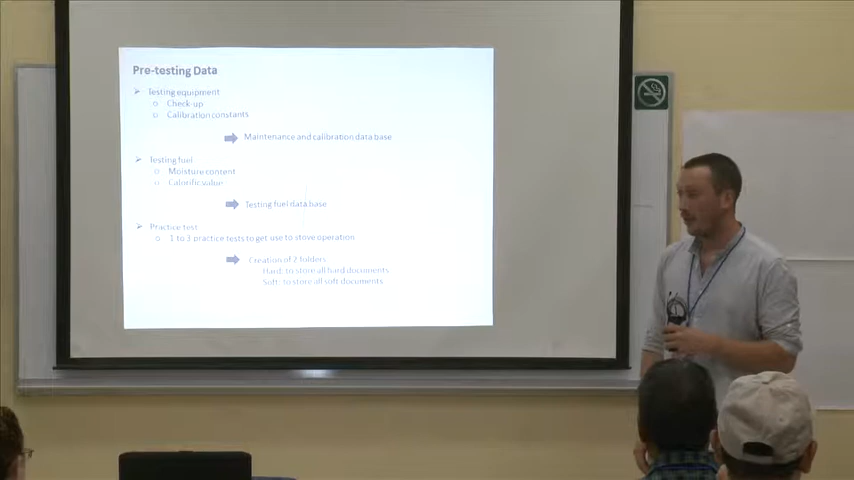 Pre-testing Data
➢ Testing equipment
○ Check-up
○ Calibration constants
➡ Maintenance and calibration data base
➢ Testing fuel
○ Moisture content
○ Calorific value
➡ Testing fuel data base
➢ Practice test
○ 1 to 3 practice tests to get use to stove operation
➡ Creation of 2 folders
Hard: to store all hard documents
Soft: to store all soft documents